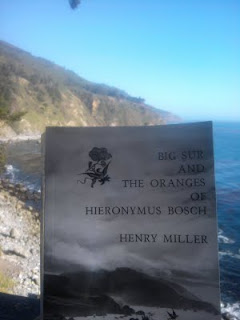 BIG SUR
AND
THE ORANGES
OF
HIERONYMUS BOSCH
HENRY MILLER